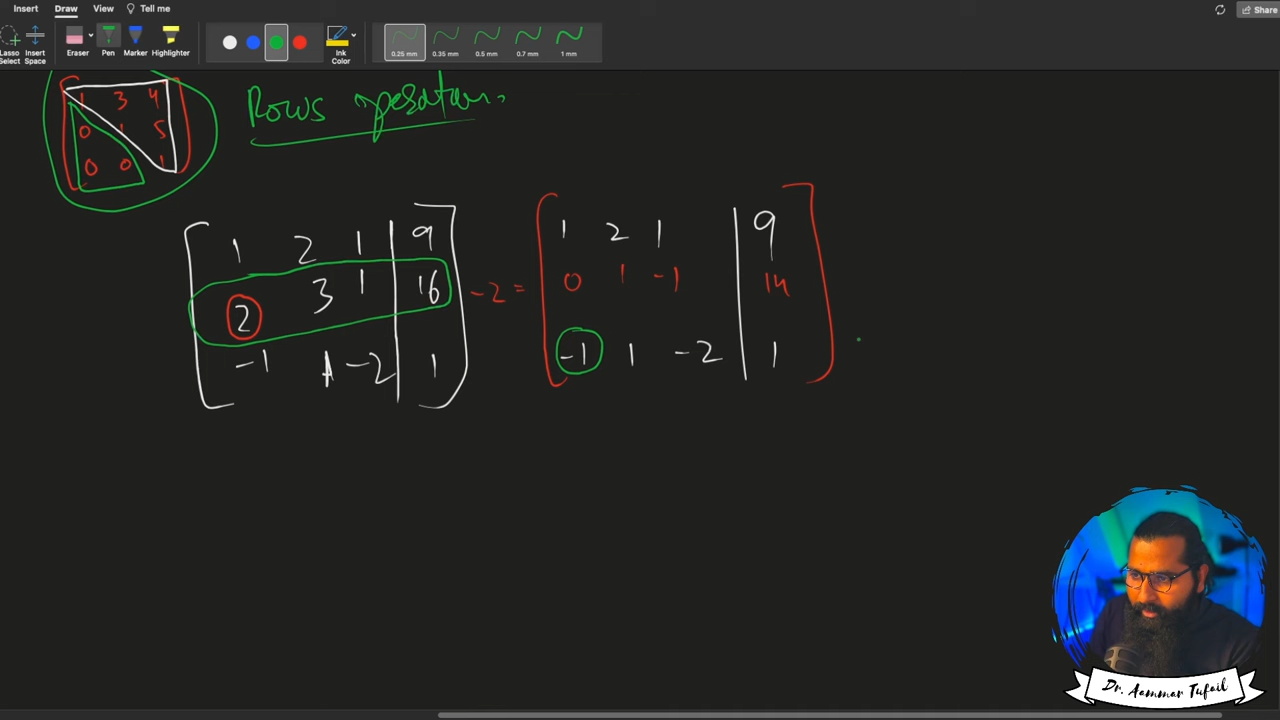 Insert Draw View Tell me Share
Lasso Select Insert Space Eraser Pen Marker Highlighter Ink Color 0.25 mm 0.35 mm 0.5 mm 0.7 mm 1 mm
1 3 4
0 1 5
0 0 1
Rows
1 2 1 | 9
2 3 1 | 16
-1 1 -2 | 1
-2 =
1 2 1 | 9
0 1 -1 | 14
-1 1 -2 | 1
Dr. Aammar Tufail